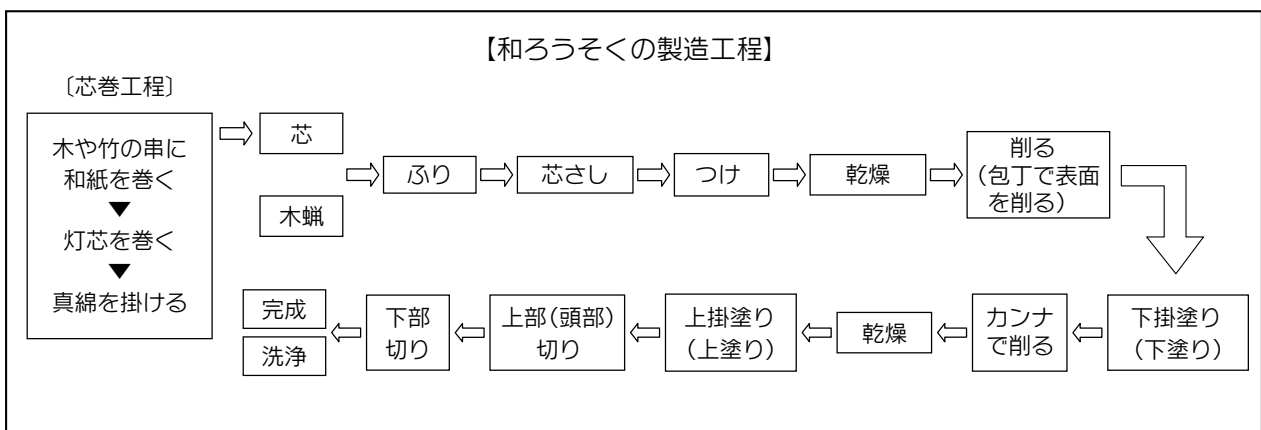 【和ろうそくの製造工程】
〔芯巻工程〕
木や竹の串に
和紙を巻く
▼
灯芯を巻く
▼
真綿を掛ける
芯
木蝋
ふり
芯さし
つけ
乾燥
削る
(包丁で表面
を削る)
下掛塗り
(下塗り)
カンナ
で削る
乾燥
上掛塗り
(上塗り)
上部(頭部)
切り
下部
切り
完成
洗浄